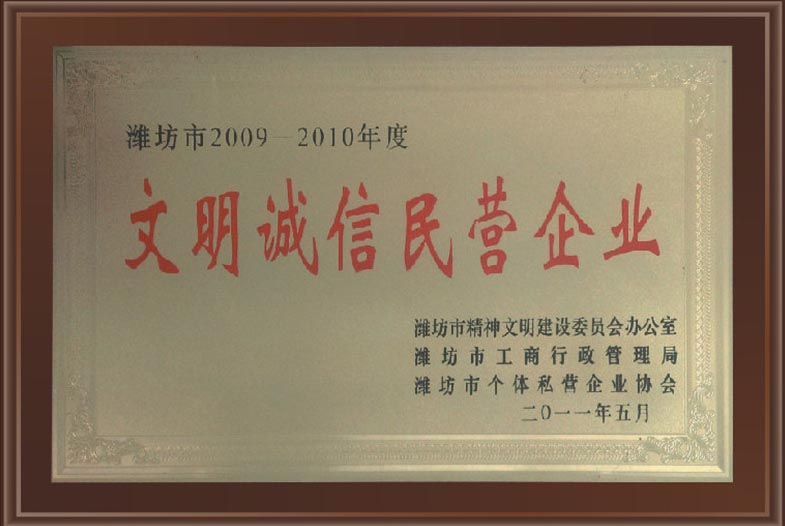 潍坊市2009—2010年度
文明诚信民营企业
潍坊市精神文明建设委员会办公室
潍坊市工商行政管理局
潍坊市个体私营企业协会
二〇一一年五月